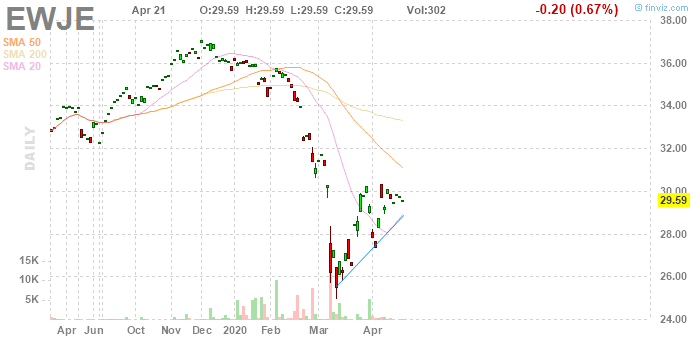 EWJE Apr 21 O:29.59 H:29.59 L:29.59 C:29.59 Vol:302 -0.20 (0.67%) © finviz.com
SMA 50
SMA 200
SMA 20
DAILY
38.00
36.00
34.00
32.00
30.00
29.59
28.00
26.00
24.00
15K
10K
5K
Apr Jun Oct Nov Dec 2020 Feb Mar Apr